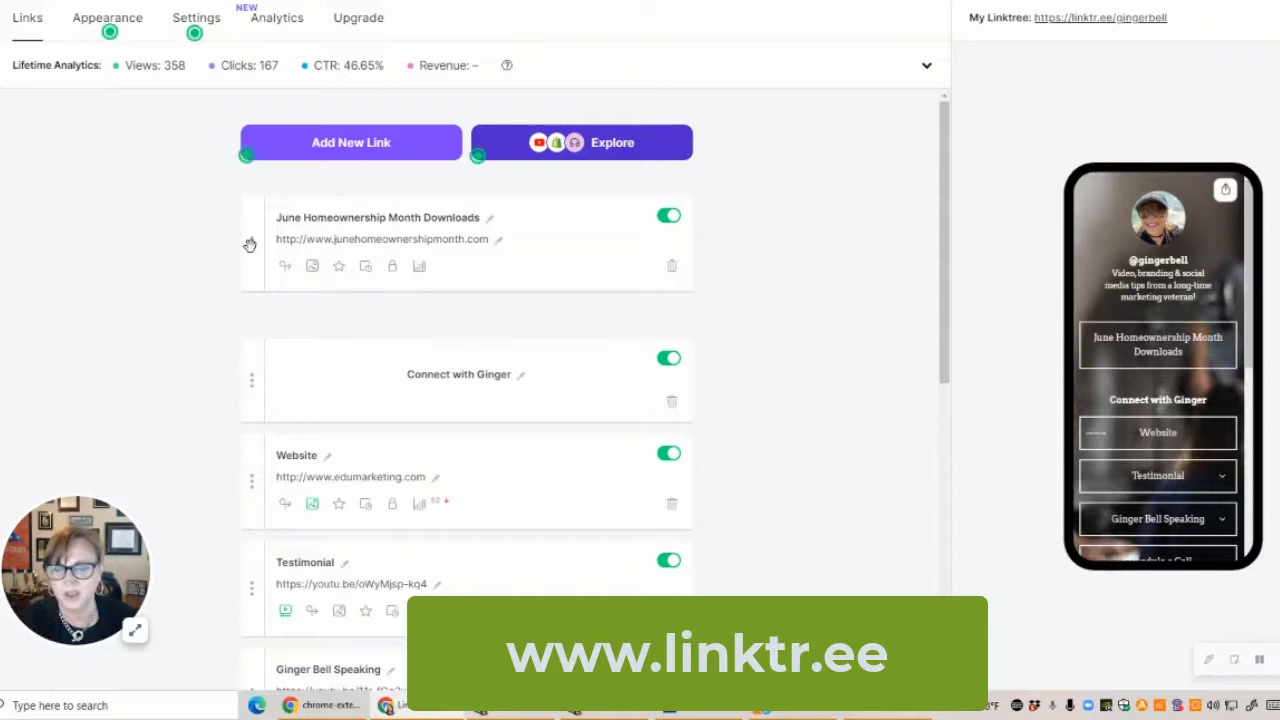 Links
Appearance
Settings
NEW
Analytics
Upgrade
My Linktree: https://linktr.ee/gingerbell
Lifetime Analytics: Views: 358 Clicks: 167 CTR: 46.65% Revenue: –
Add New Link
Explore
June Homeownership Month Downloads
http://www.junehomeownershipmonth.com
Connect with Ginger
Website
http://www.edumarketing.com
52
Testimonial
https://youtu.be/oWyMjsp-kq4
Ginger Bell Speaking
@gingerbell
Video, branding & social
media tips from a long-time
marketing veteran!
June Homeownership Month
Downloads
Connect with Ginger
Website
Testimonial
Ginger Bell Speaking
www.linktr.ee
Type here to search
chrome-exte...